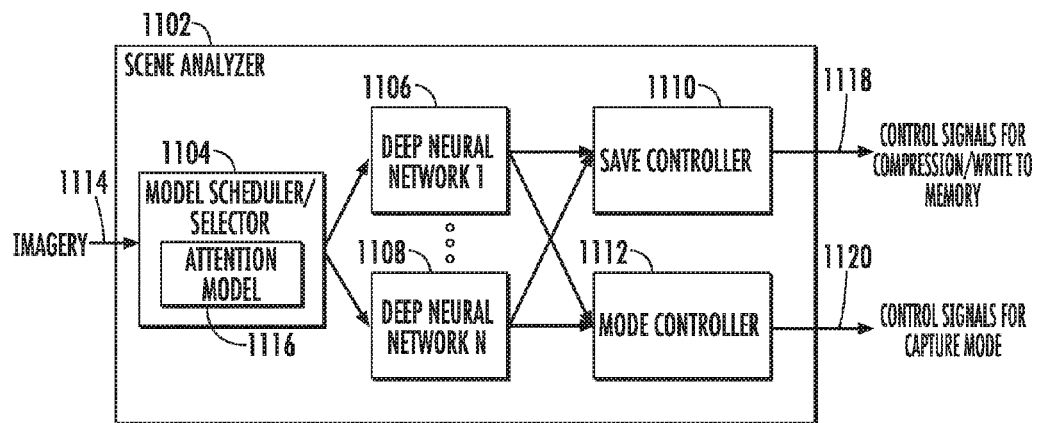 1102
SCENE ANALYZER
1106
1110
1118
1104
DEEP NEURAL
NETWORK 1
SAVE CONTROLLER
CONTROL SIGNALS FOR
COMPRESSION/WRITE TO
MEMORY
1114
MODEL SCHEDULER/
SELECTOR
IMAGERY
ATTENTION
MODEL
1116
1108
1112
1120
DEEP NEURAL
NETWORK N
MODE CONTROLLER
CONTROL SIGNALS FOR
CAPTURE MODE